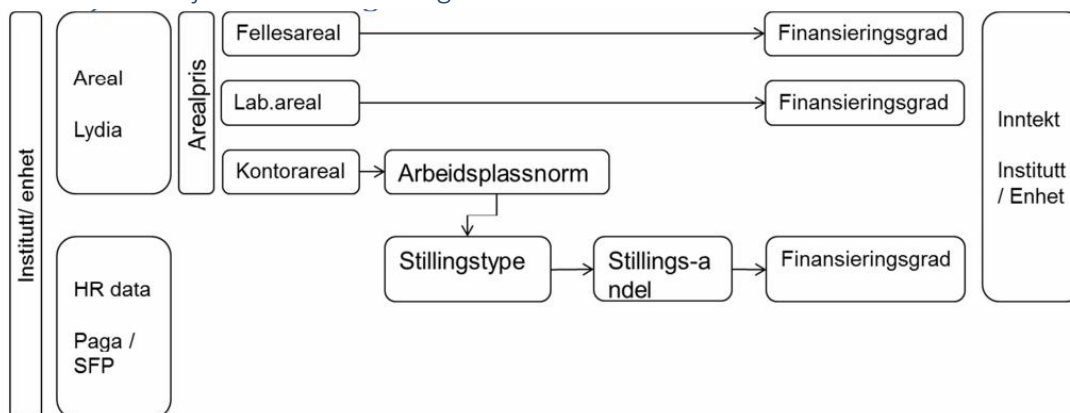 Institutt/ enhet
Areal
Lydia
HR data
Paga /
SFP
Arealpris
Fellesareal
Finansieringsgrad
Lab.areal
Finansieringsgrad
Kontorareal
Arbeidsplassnorm
Stillingstype
Stillings-a
ndel
Finansieringsgrad
Inntekt
Institutt
/ Enhet